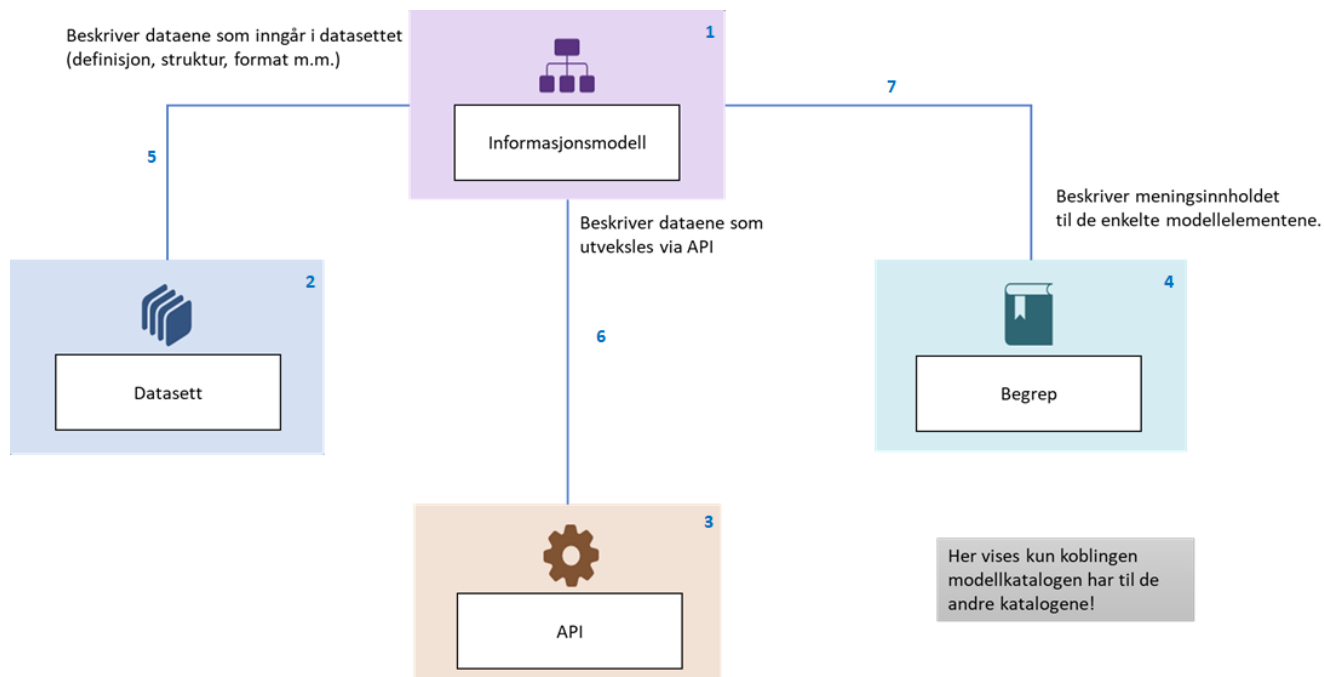 Beskriver dataene som inngår i datasettet
(definisjon, struktur, format m.m.)
1
Informasjonsmodell
7
5
Beskriver dataene som
utveksles via API
Beskriver meningsinnholdet
til de enkelte modellelementene.
2
Datasett
6
4
Begrep
3
API
Her vises kun koblingen
modellkatalogen har til de
andre katalogene!